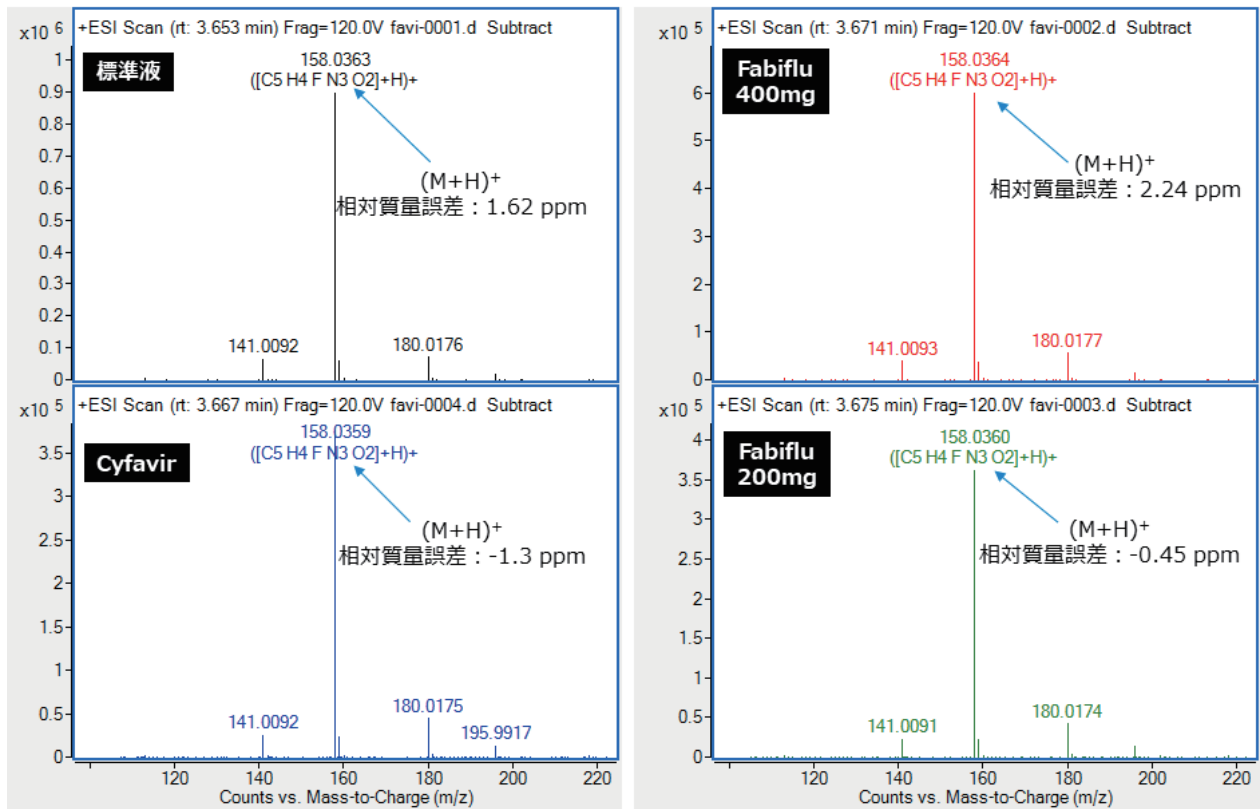 +ESI Scan (rt: 3.653 min) Frag=120.0V favi-0001.d Subtract
x10 6
標準液
158.0363
([C5 H4 F N3 O2]+H)+
(M+H)+
相対質量誤差：1.62 ppm
1
0.9
0.8
0.7
0.6
0.5
0.4
0.3
0.2
0.1
0
141.0092
180.0176
+ESI Scan (rt: 3.671 min) Frag=120.0V favi-0002.d Subtract
x10 5
Fabiflu
400mg
158.0364
([C5 H4 F N3 O2]+H)+
(M+H)+
相対質量誤差：2.24 ppm
6
5
4
3
2
1
0
141.0093
180.0177
+ESI Scan (rt: 3.667 min) Frag=120.0V favi-0004.d Subtract
x10 5
Cyfavir
158.0359
([C5 H4 F N3 O2]+H)+
(M+H)+
相対質量誤差：-1.3 ppm
3.5
3
2.5
2
1.5
1
0.5
0
141.0092
180.0175
195.9917
120 140 160 180 200 220
Counts vs. Mass-to-Charge (m/z)
+ESI Scan (rt: 3.675 min) Frag=120.0V favi-0003.d Subtract
x10 5
Fabiflu
200mg
158.0360
([C5 H4 F N3 O2]+H)+
(M+H)+
相対質量誤差：-0.45 ppm
4
3.5
3
2.5
2
1.5
1
0.5
0
141.0091
180.0174
120 140 160 180 200 220
Counts vs. Mass-to-Charge (m/z)